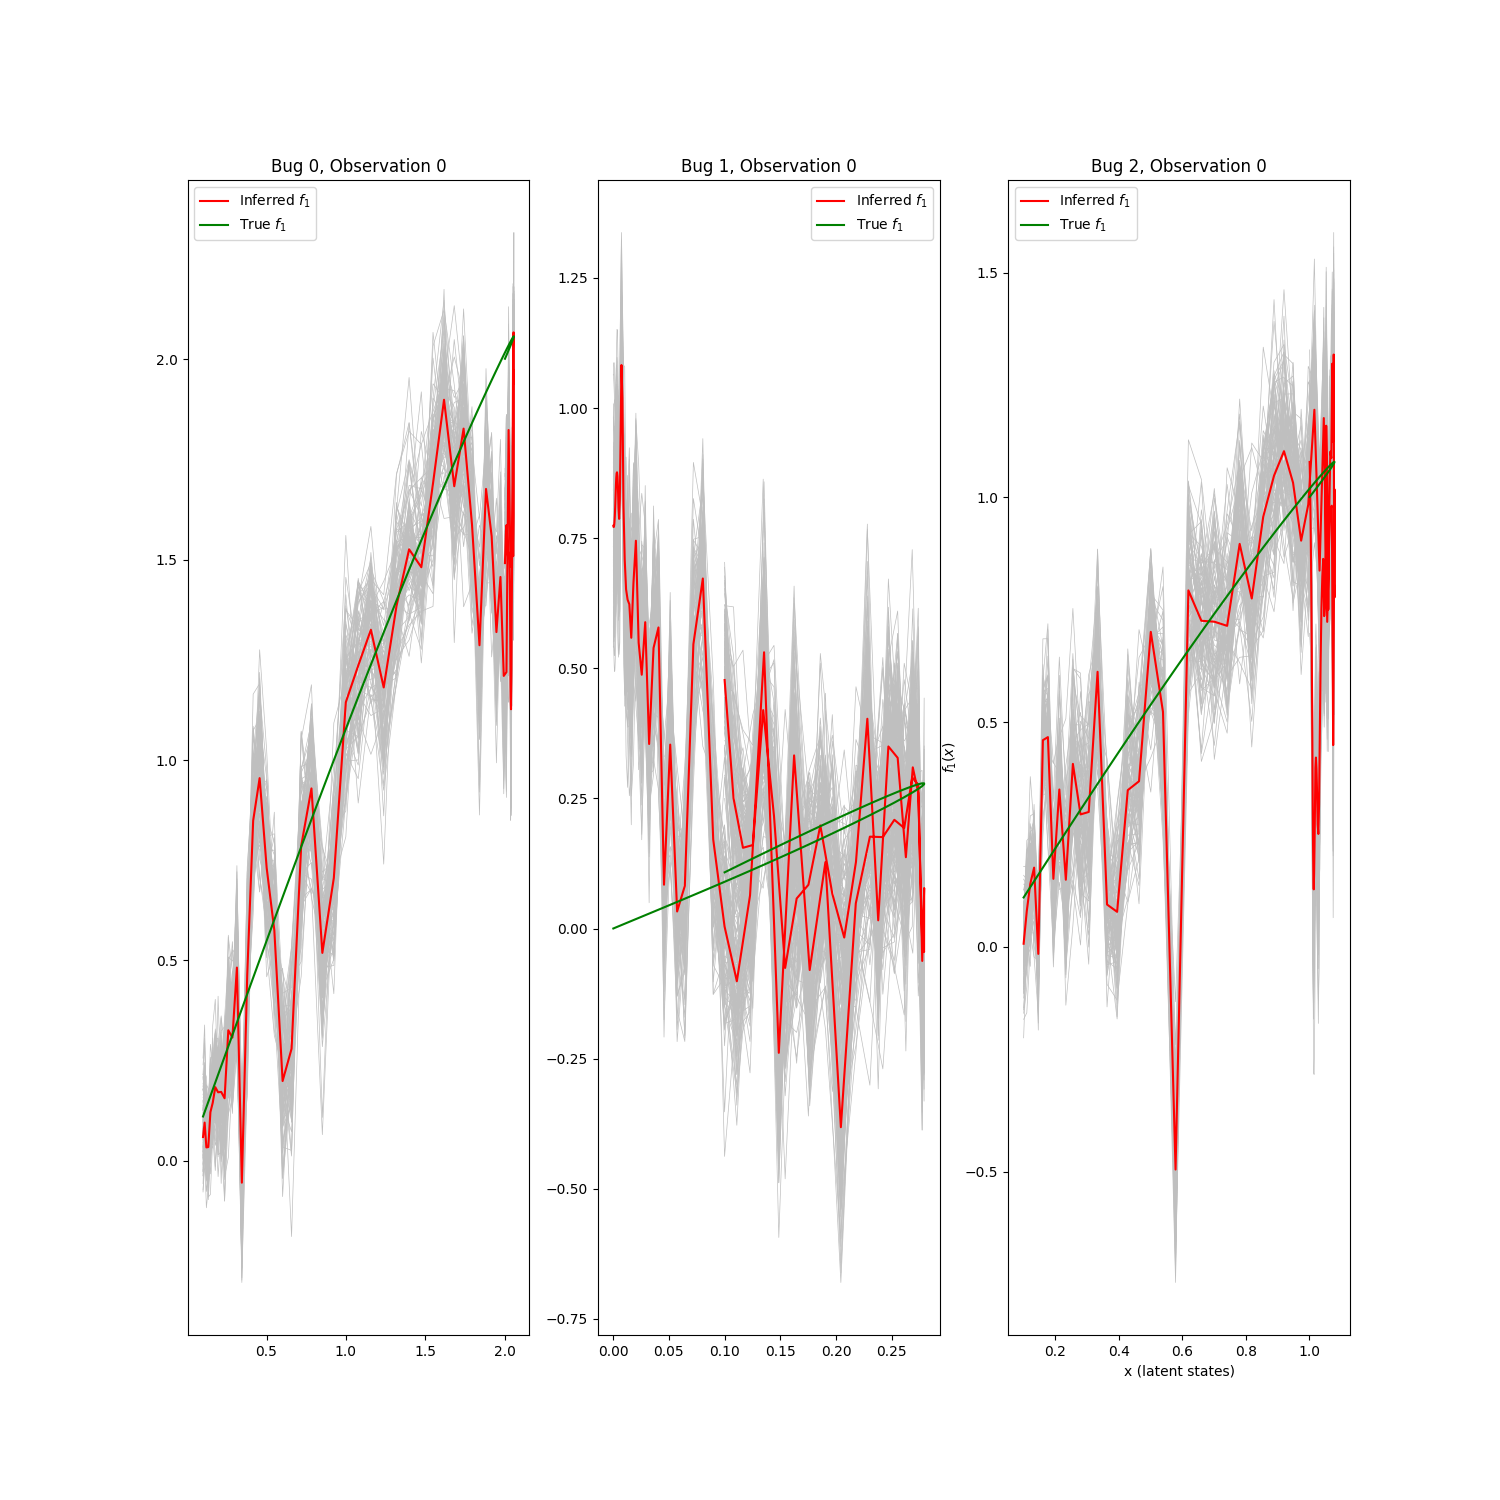 Bug 0, Observation 0
Inferred f₁
True f₁
2.0
1.5
1.0
0.5
0.0
0.5 1.0 1.5 2.0
Bug 1, Observation 0
Inferred f₁
True f₁
1.25
1.00
0.75
0.50
0.25
0.00
−0.25
−0.50
−0.75
0.00 0.05 0.10 0.15 0.20 0.25
Bug 2, Observation 0
Inferred f₁
True f₁
f₁(x)
1.5
1.0
0.5
0.0
−0.5
0.2 0.4 0.6 0.8 1.0
x (latent states)